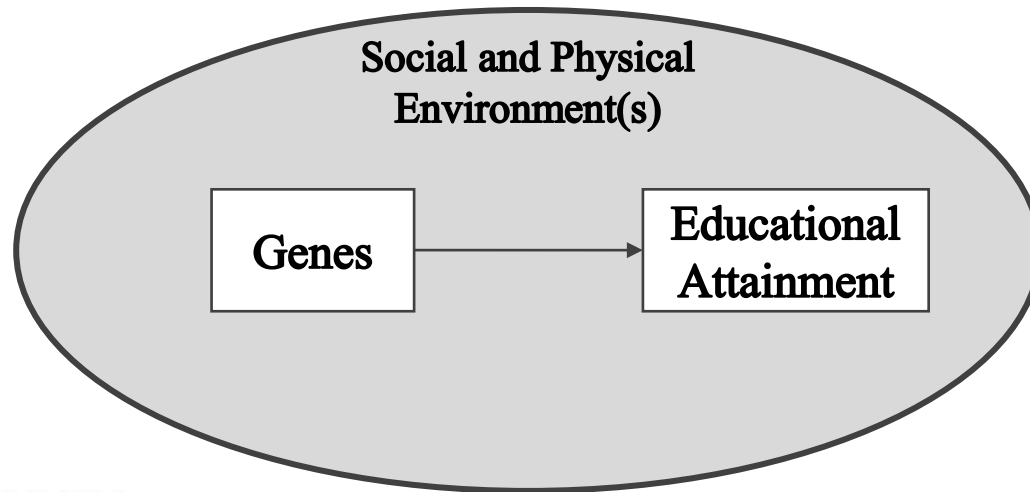 Social and Physical
Environment(s)
Genes
Educational
Attainment